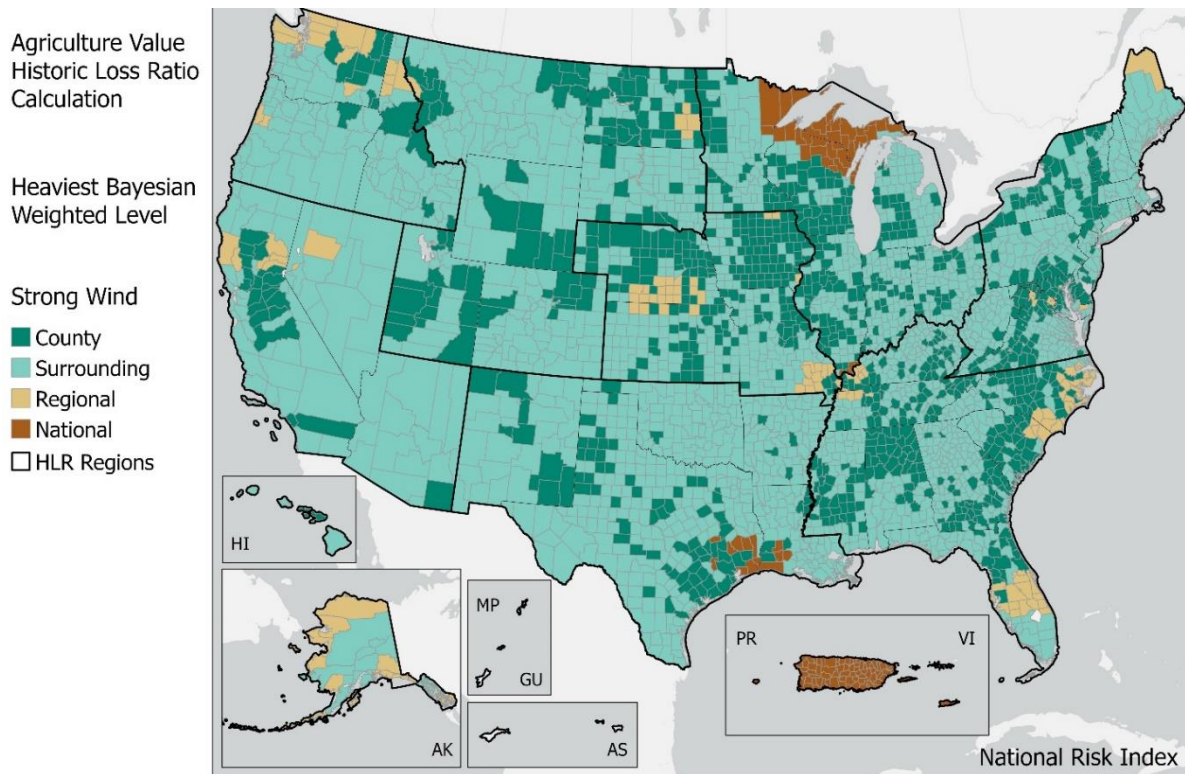 Agriculture Value
Historic Loss Ratio
Calculation
Heaviest Bayesian
Weighted Level
Strong Wind
County
Surrounding
Regional
National
HLR Regions
HI
AK
MP
GU
AS
PR
VI
National Risk Index